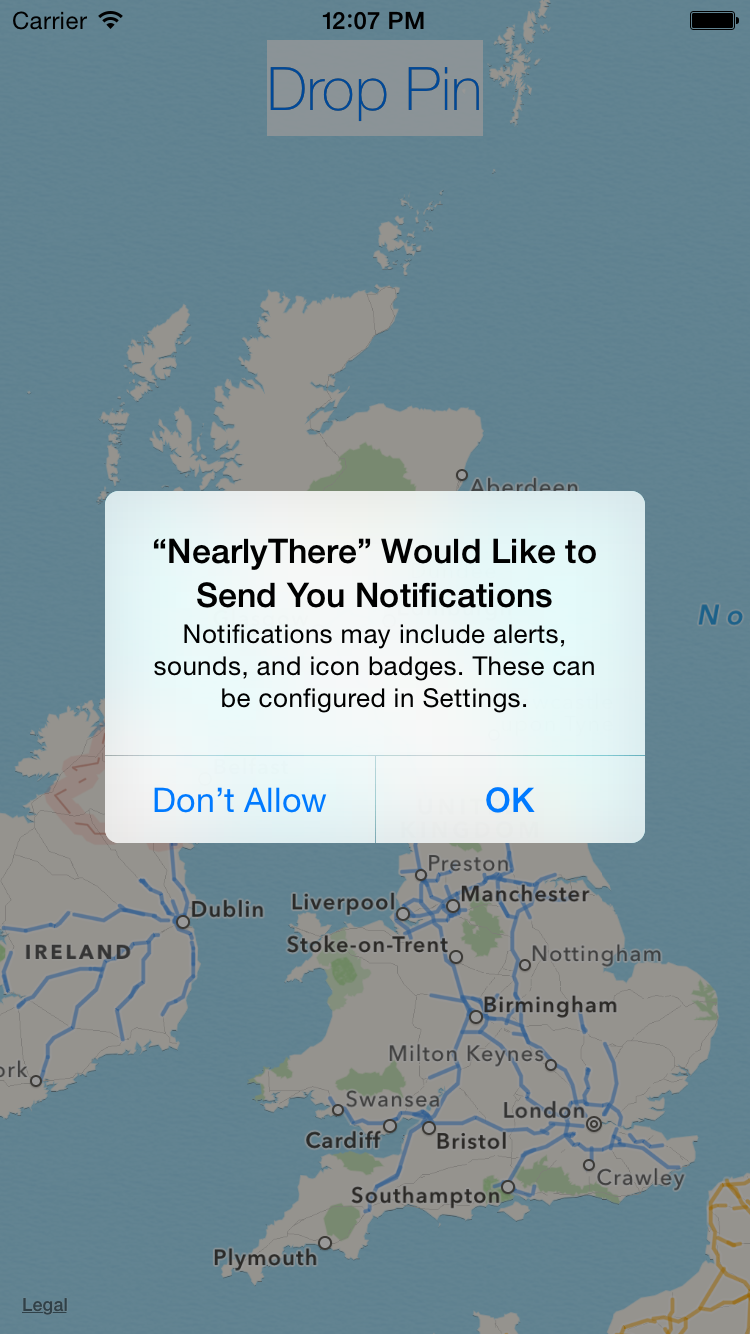 Carrier 12:07 PM
Drop Pin
Aberdeen
“NearlyThere” Would Like to
Send You Notifications
Notifications may include alerts,
sounds, and icon badges. These can
be configured in Settings.
No
Don’t Allow OK
UNITED
KINGDOM
Preston
Manchester
Liverpool
Dublin
Stoke-on-Trent
IRELAND
Nottingham
Birmingham
Milton Keynes
ork
Swansea
London
Cardiff
Bristol
Crawley
Southampton
Plymouth
Legal